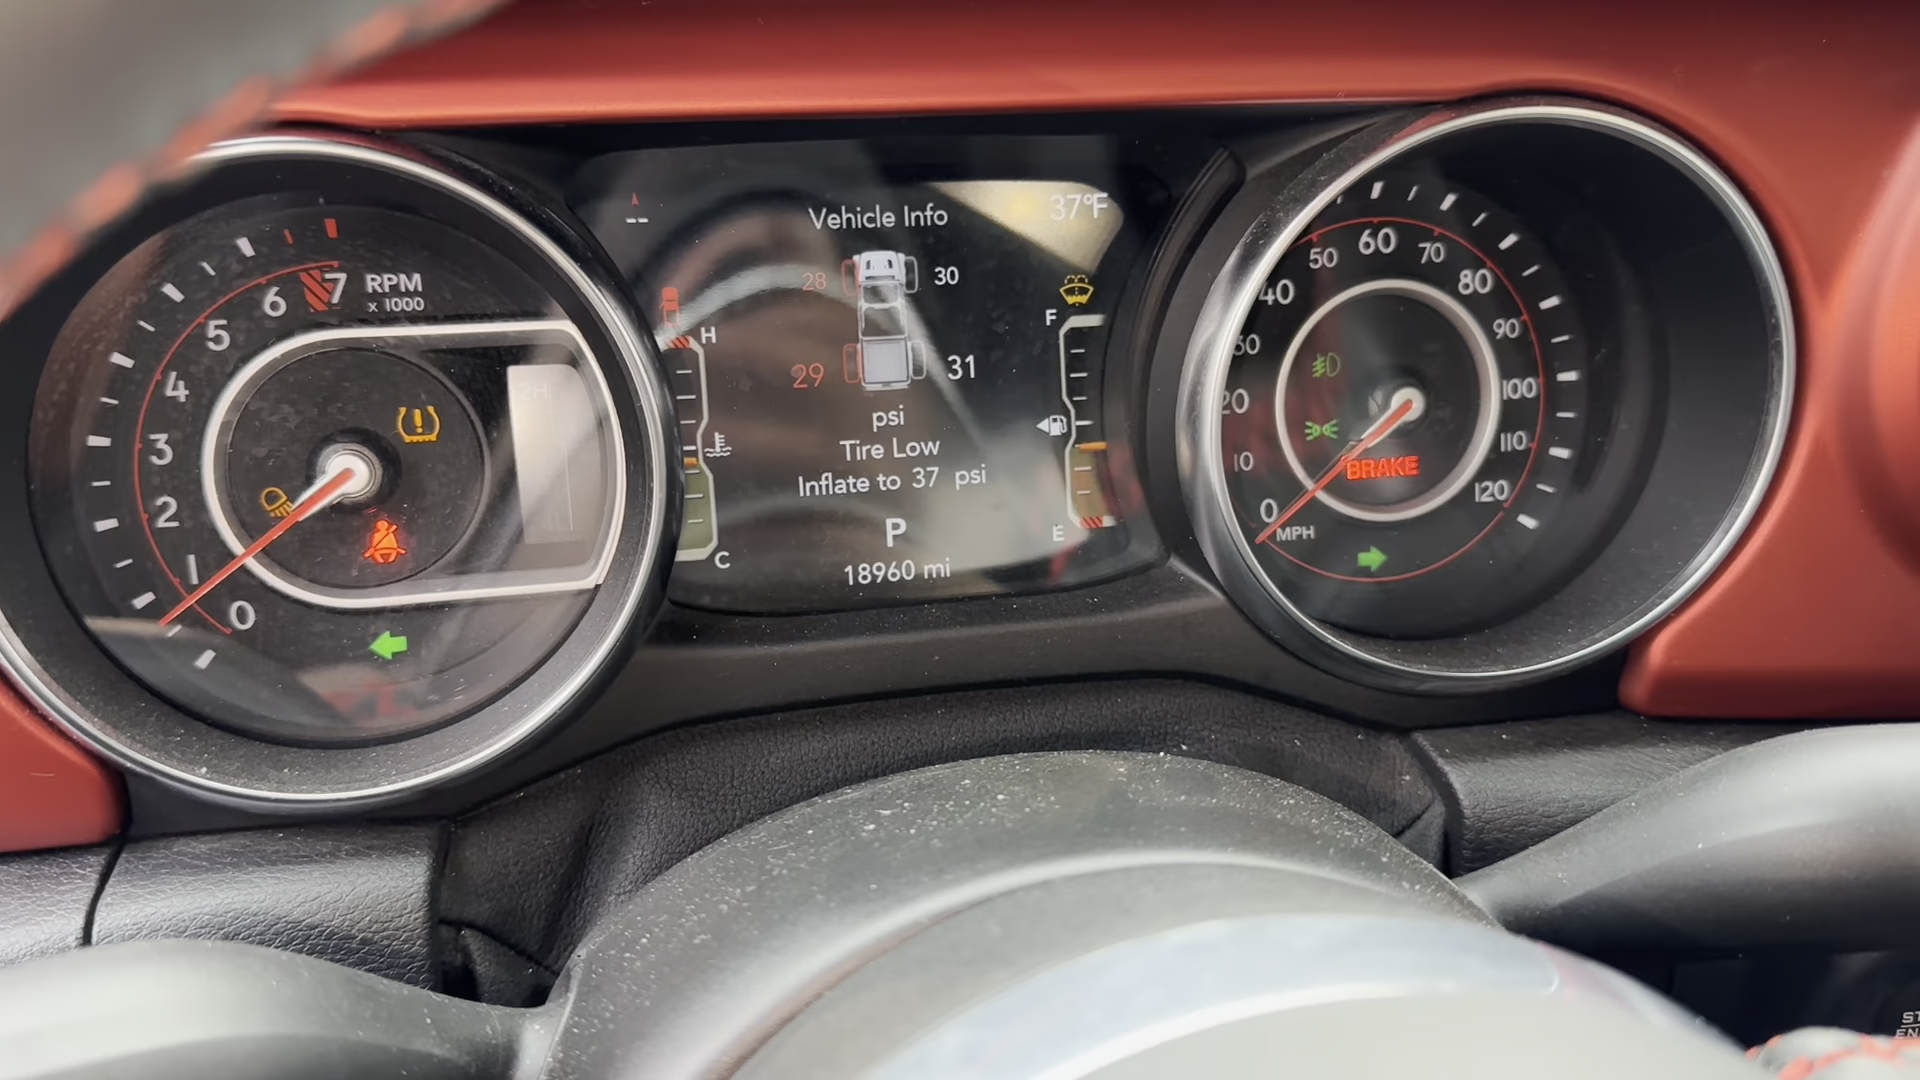 7 RPM
x 1000
6
5
4
3
2
1
0
Vehicle Info
37°F
28 30
29 31
psi
Tire Low
Inflate to 37 psi
P
18960 mi
H
C
F
E
0
10
20
30
40
50
60
70
80
90
100
110
120
MPH
BRAKE